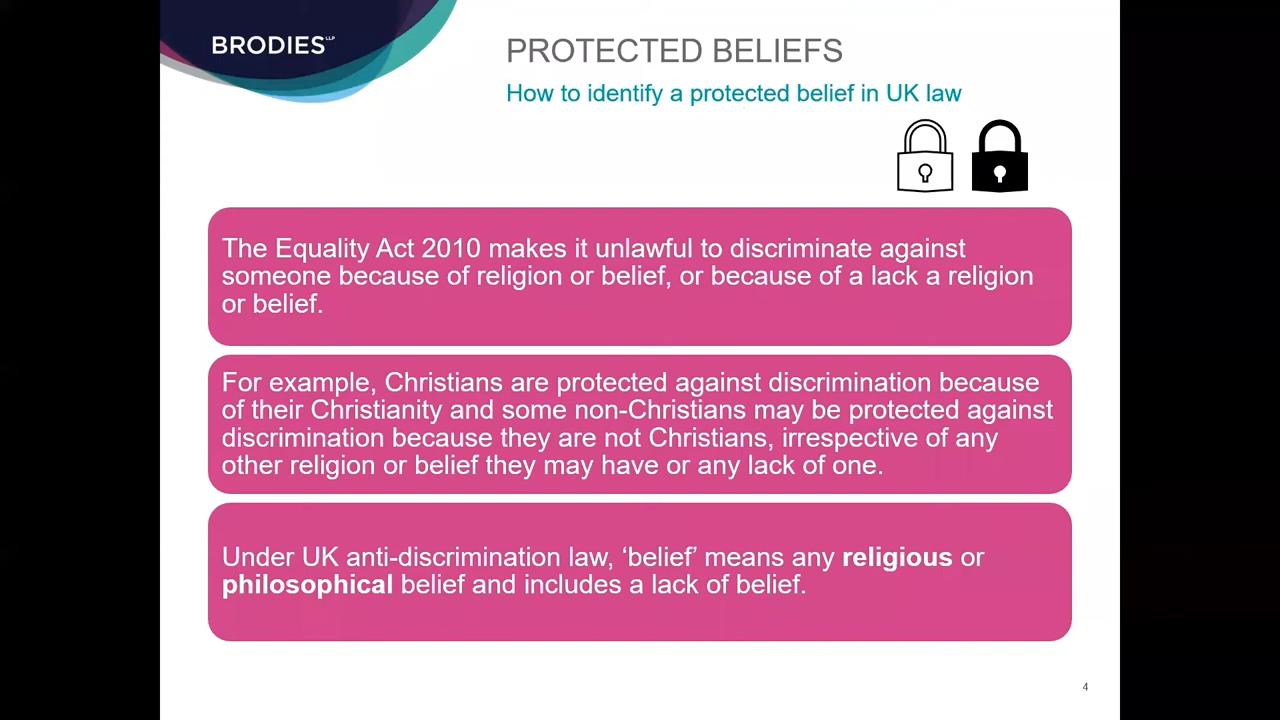 BRODIES LLP
PROTECTED BELIEFS
How to identify a protected belief in UK law
The Equality Act 2010 makes it unlawful to discriminate against
someone because of religion or belief, or because of a lack a religion
or belief.
For example, Christians are protected against discrimination because
of their Christianity and some non-Christians may be protected against
discrimination because they are not Christians, irrespective of any
other religion or belief they may have or any lack of one.
Under UK anti-discrimination law, ‘belief’ means any religious or
philosophical belief and includes a lack of belief.
4